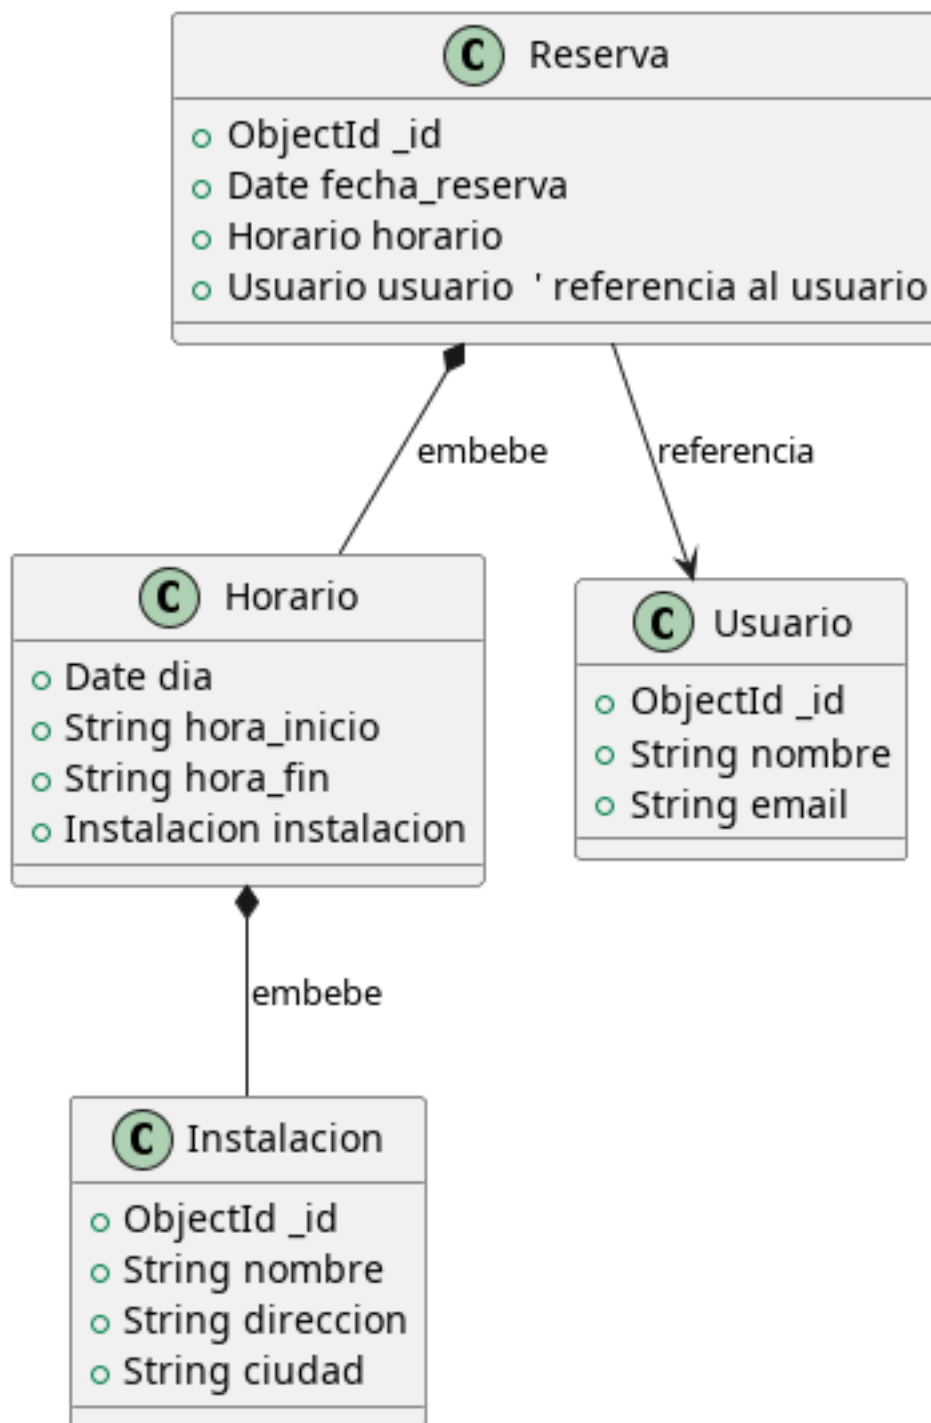 C Reserva
ObjectId _id
Date fecha_reserva
Horario horario
Usuario usuario ' referencia al usuario
embebe
referencia
C Horario
Date dia
String hora_inicio
String hora_fin
Instalacion instalacion
C Usuario
ObjectId _id
String nombre
String email
embebe
C Instalacion
ObjectId _id
String nombre
String direccion
String ciudad